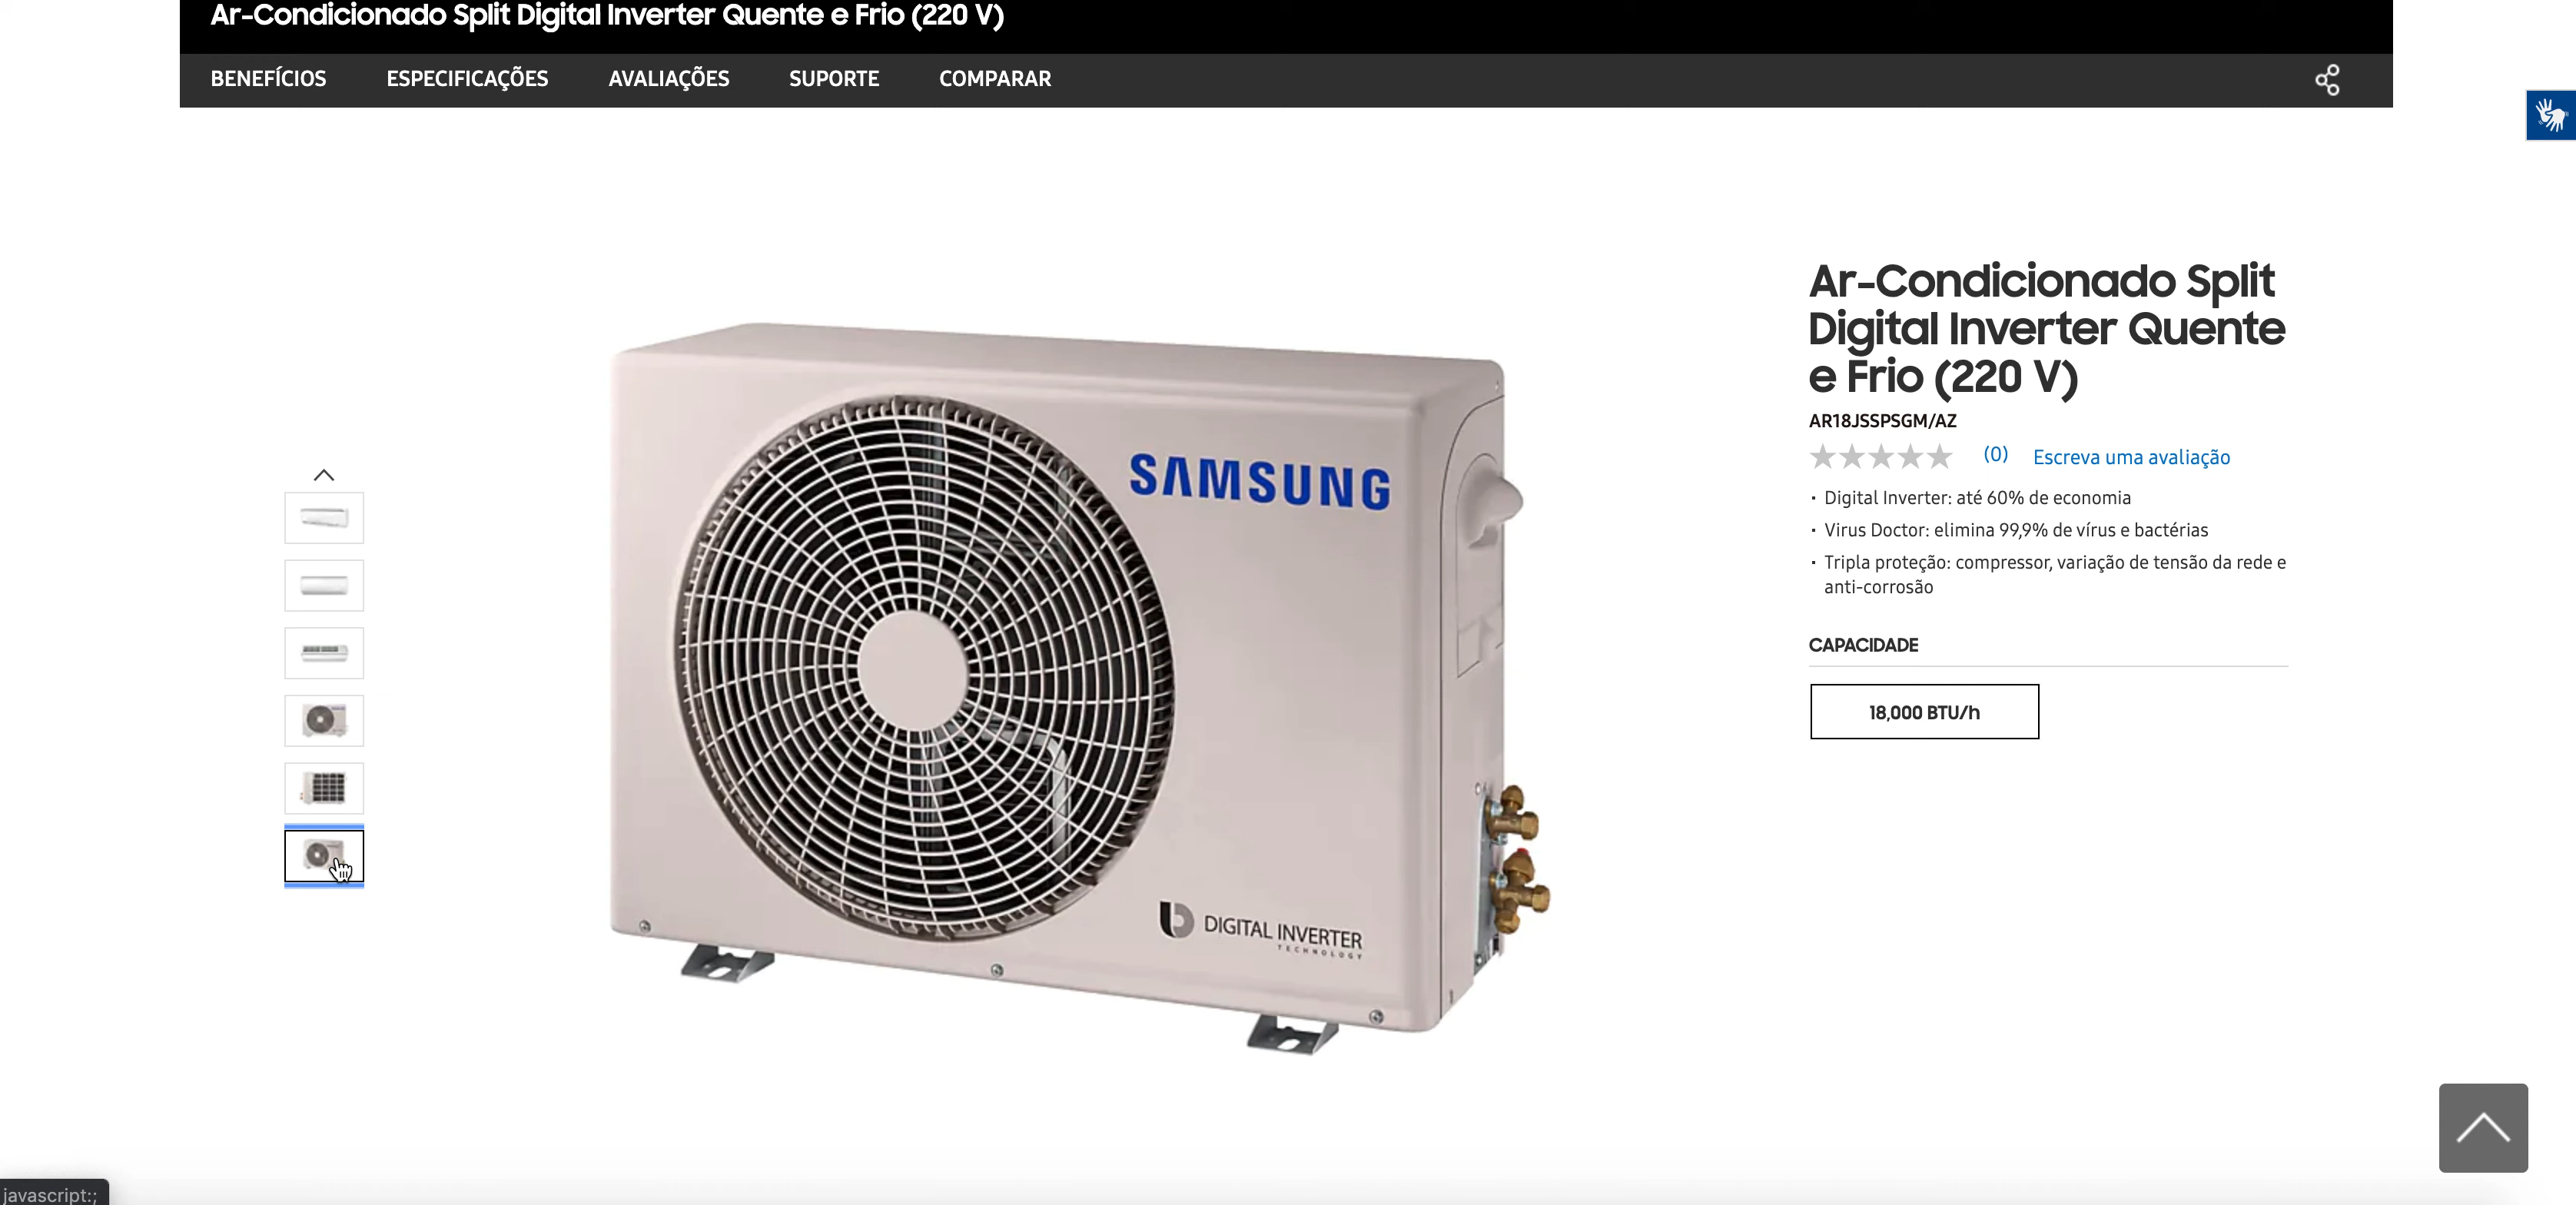 Ar-Condicionado Split Digital Inverter Quente e Frio (220 V)
BENEFÍCIOS ESPECIFICAÇÕES AVALIAÇÕES SUPORTE COMPARAR
SAMSUNG
DIGITAL INVERTER
TECHNOLOGY
Ar-Condicionado Split
Digital Inverter Quente
e Frio (220 V)
AR18JSSPSGM/AZ
(0) Escreva uma avaliação
· Digital Inverter: até 60% de economia
· Virus Doctor: elimina 99,9% de vírus e bactérias
· Tripla proteção: compressor, variação de tensão da rede e
anti-corrosão
CAPACIDADE
18,000 BTU/h
javascript:;